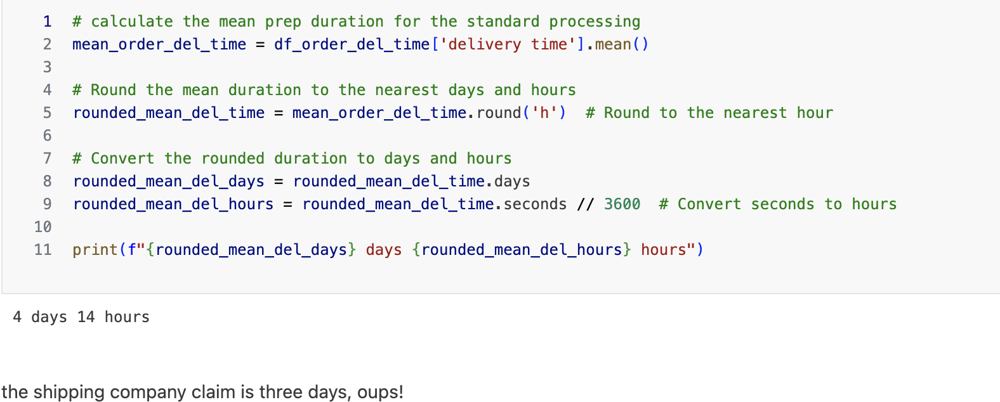 1 # calculate the mean prep duration for the standard processing
2 mean_order_del_time = df_order_del_time['delivery time'].mean()
3
4 # Round the mean duration to the nearest days and hours
5 rounded_mean_del_time = mean_order_del_time.round('h')  # Round to the nearest hour
6
7 # Convert the rounded duration to days and hours
8 rounded_mean_del_days = rounded_mean_del_time.days
9 rounded_mean_del_hours = rounded_mean_del_time.seconds // 3600  # Convert seconds to hours
10
11 print(f"{rounded_mean_del_days} days {rounded_mean_del_hours} hours")
4 days 14 hours
the shipping company claim is three days, oups!